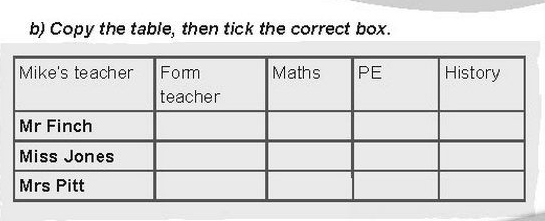 b) Copy the table, then tick the correct box.
Mike's teacher Form teacher Maths PE History
Mr Finch
Miss Jones
Mrs Pitt